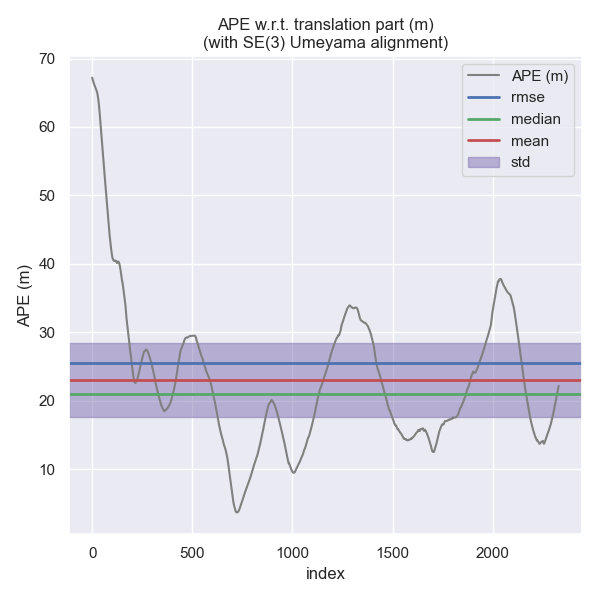 APE w.r.t. translation part (m)
(with SE(3) Umeyama alignment)
APE (m)
rmse
median
mean
std
70
60
50
40
30
20
10
APE (m)
0
500
1000
1500
2000
index